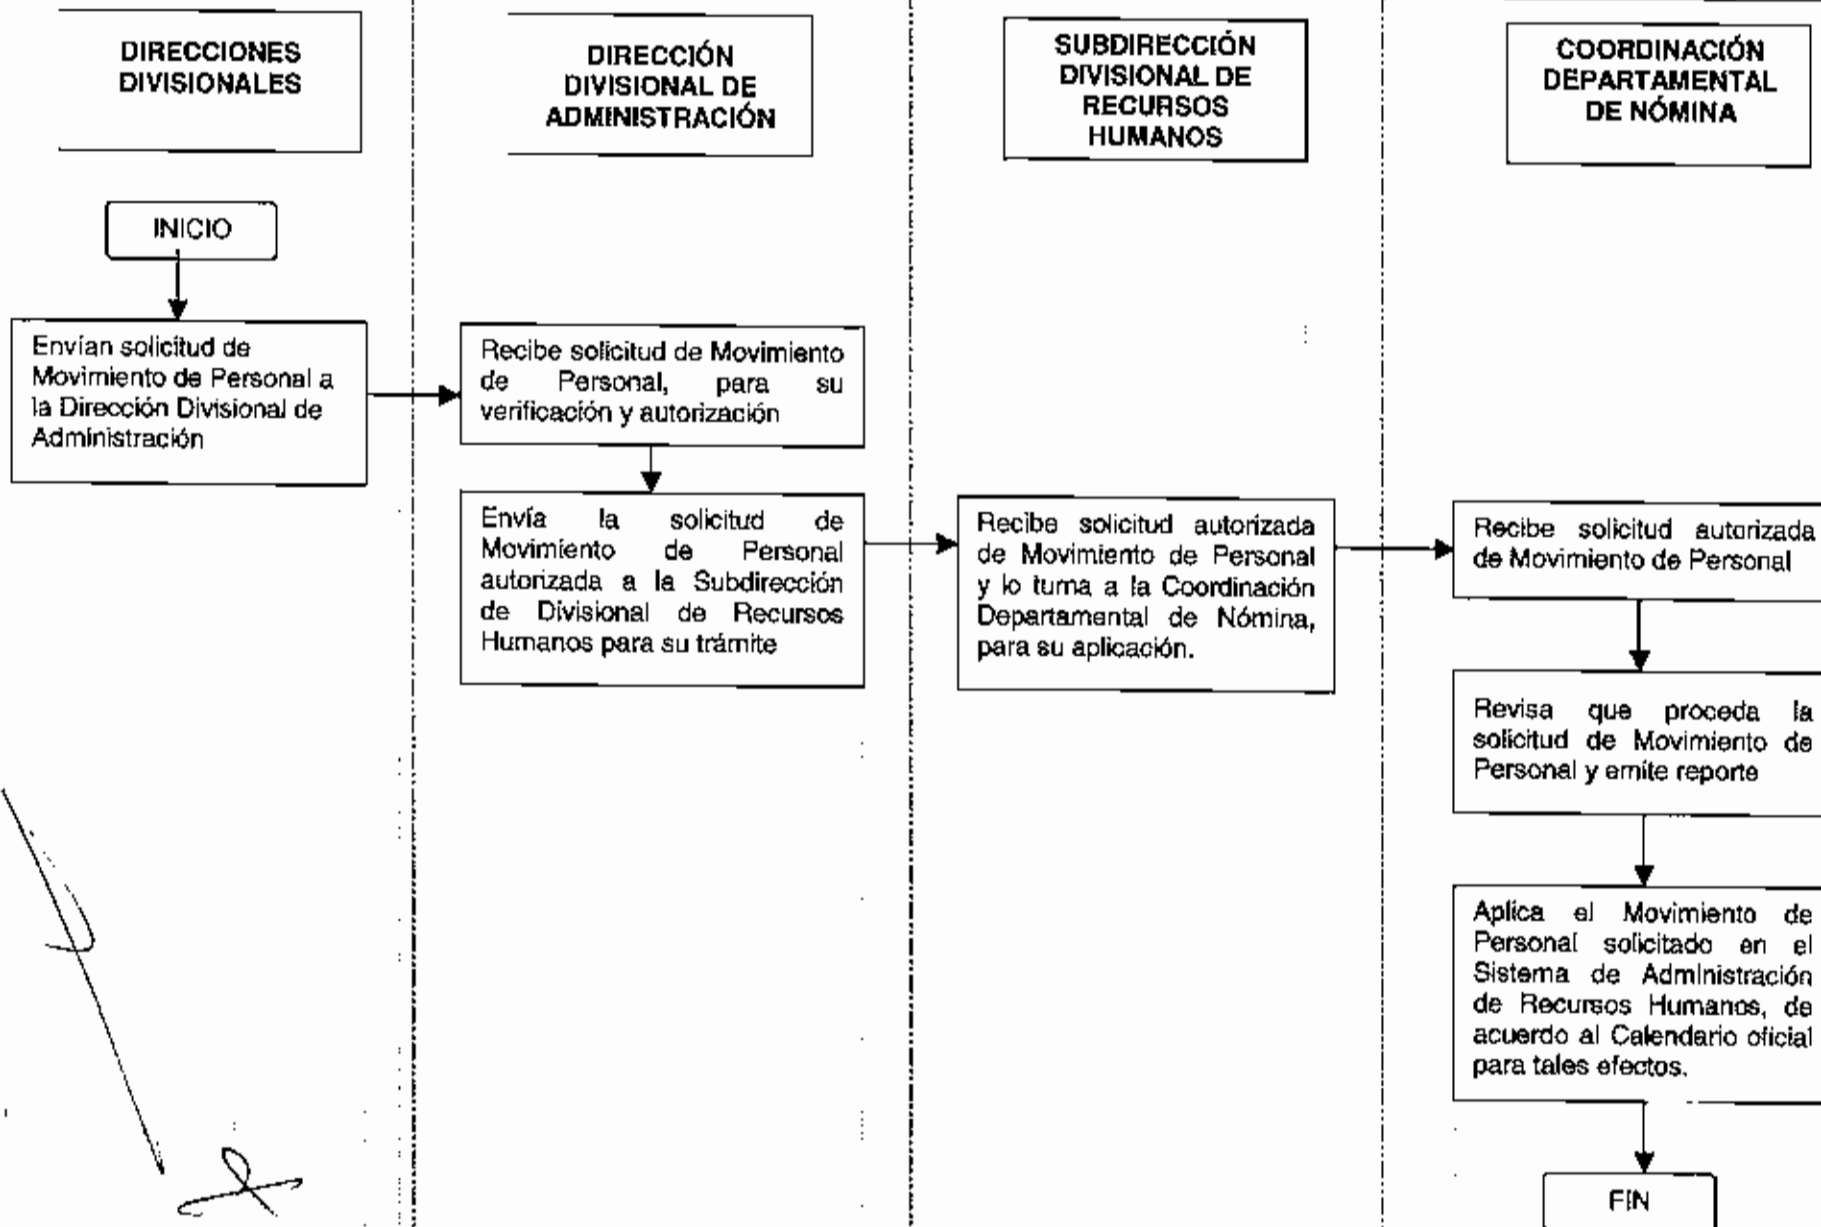 DIRECCIONES
DIVISIONALES
DIRECCIÓN
DIVISIONAL DE
ADMINISTRACIÓN
SUBDIRECCIÓN
DIVISIONAL DE
RECURSOS
HUMANOS
COORDINACIÓN
DEPARTAMENTAL
DE NÓMINA
INICIO
Envían solicitud de
Movimiento de Personal a
la Dirección Divisional de
Administración
Recibe solicitud de Movimiento
de Personal, para su
verificación y autorización
Envía la solicitud de
Movimiento de Personal
autorizada a la Subdirección
de Divisional de Recursos
Humanos para su trámite
Recibe solicitud autorizada
de Movimiento de Personal
y lo turna a la Coordinación
Departamental de Nómina,
para su aplicación.
Recibe solicitud autorizada
de Movimiento de Personal
Revisa que proceda la
solicitud de Movimiento de
Personal y emite reporte
Aplica el Movimiento de
Personal solicitado en el
Sistema de Administración
de Recursos Humanos, de
acuerdo al Calendario oficial
para tales efectos.
FIN